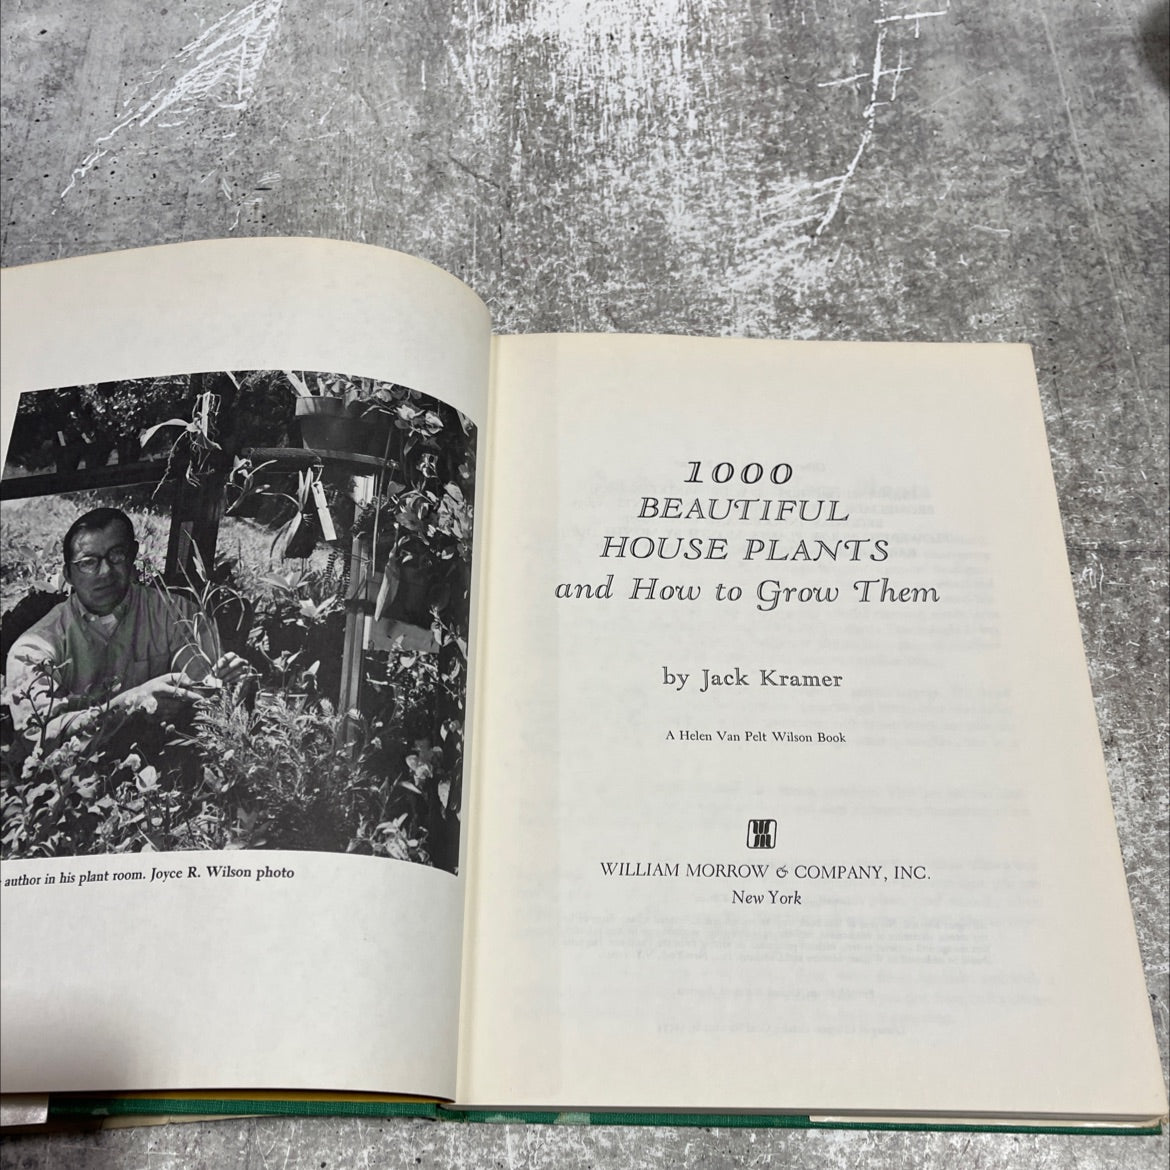 author in his plant room. Joyce R. Wilson photo
1000
BEAUTIFUL
HOUSE PLANTS
and How to Grow Them
by Jack Kramer
A Helen Van Pelt Wilson Book
WM
WILLIAM MORROW & COMPANY, INC.
New York